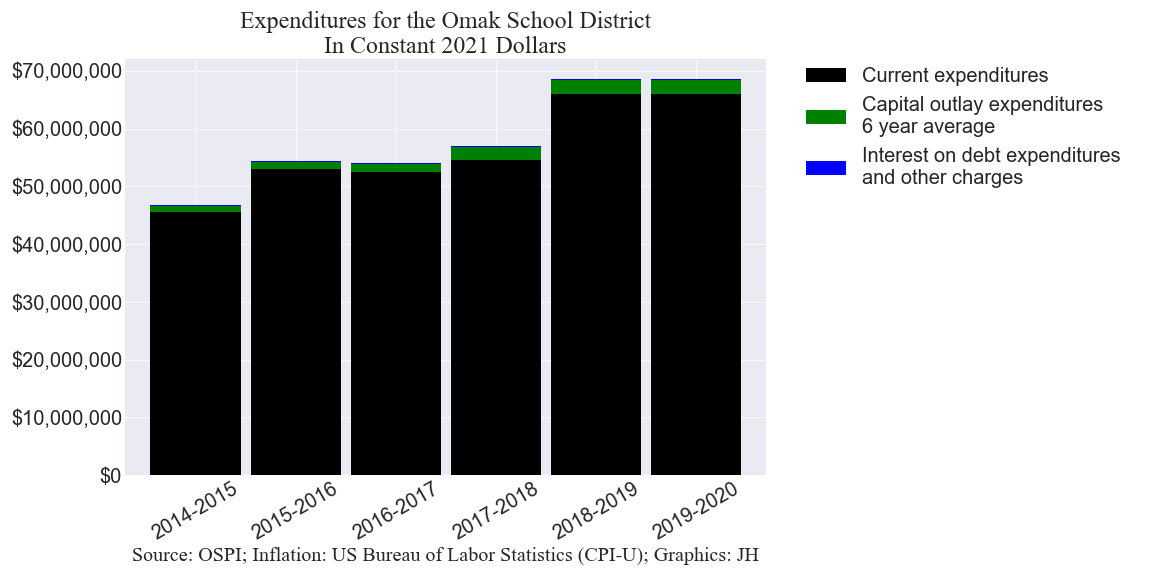 Expenditures for the Omak School District
In Constant 2021 Dollars
$70,000,000
$60,000,000
$50,000,000
$40,000,000
$30,000,000
$20,000,000
$10,000,000
$0
2014-2015
2015-2016
2016-2017
2017-2018
2018-2019
2019-2020
Current expenditures
Capital outlay expenditures
6 year average
Interest on debt expenditures
and other charges
Source: OSPI; Inflation: US Bureau of Labor Statistics (CPI-U); Graphics: JH